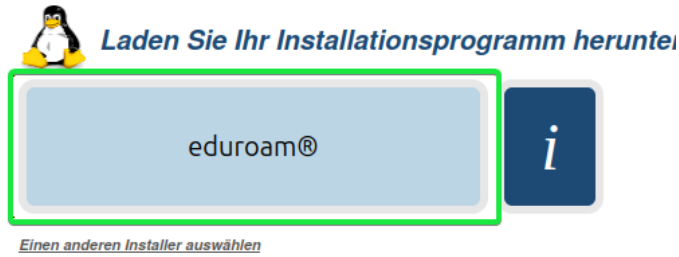 Laden Sie Ihr Installationsprogramm herunter
eduroam®
i
Einen anderen Installer auswählen